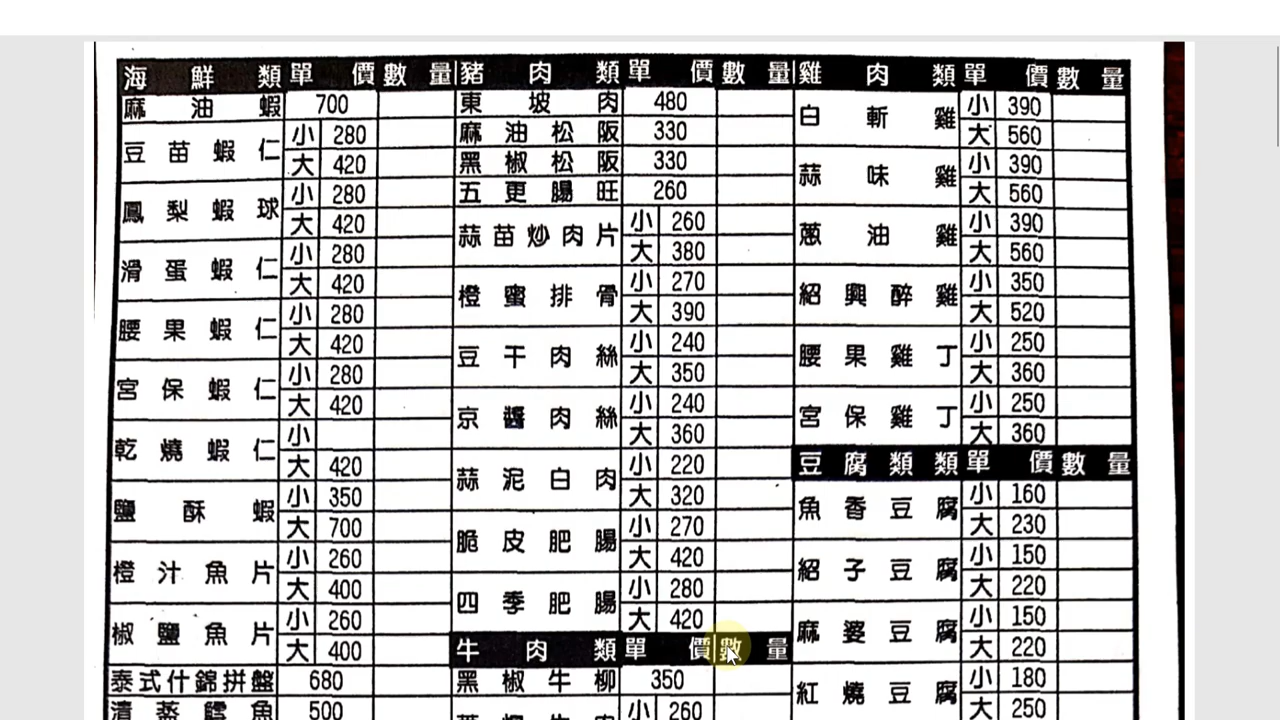 海鮮類 單價 數量
麻油蝦 700
豆苗蝦仁 小 280
大 420
鳳梨蝦球 小 280
大 420
滑蛋蝦仁 小 280
大 420
腰果蝦仁 小 280
大 420
宮保蝦仁 小 280
大 420
乾燒蝦仁 小
大 420
鹽酥蝦 小 350
大 700
橙汁魚片 小 260
大 400
椒鹽魚片 小 260
大 400
泰式什錦拼盤 680
清蒸鱈魚 500
豬肉類 單價 數量
東坡肉 480
麻油松阪 330
黑椒松阪 330
五更腸旺 260
蒜苗炒肉片 小 260
大 380
橙蜜排骨 小 270
大 390
豆干肉絲 小 240
大 350
京醬肉絲 小 240
大 360
蒜泥白肉 小 220
大 320
脆皮肥腸 小 270
大 420
四季肥腸 小 280
大 420
牛肉類 單價 數量
黑椒牛柳 350
牛肉 小 260
雞肉類 單價 數量
白斬雞 小 390
大 560
蒜味雞 小 390
大 560
蔥油雞 小 390
大 560
紹興醉雞 小 350
大 520
腰果雞丁 小 250
大 360
宮保雞丁 小 250
大 360
豆腐類類 單價 數量
魚香豆腐 小 160
大 230
紹子豆腐 小 150
大 220
麻婆豆腐 小 150
大 220
紅燒豆腐 小 180
大 250